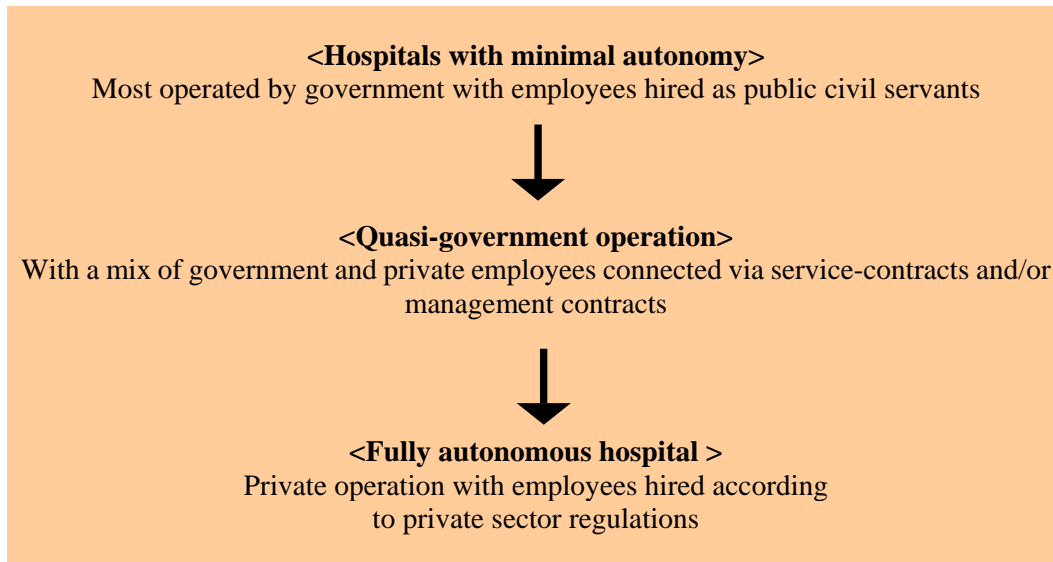 <Hospitals with minimal autonomy>
Most operated by government with employees hired as public civil servants
<Quasi-government operation>
With a mix of government and private employees connected via service-contracts and/or
management contracts
<Fully autonomous hospital >
Private operation with employees hired according
to private sector regulations